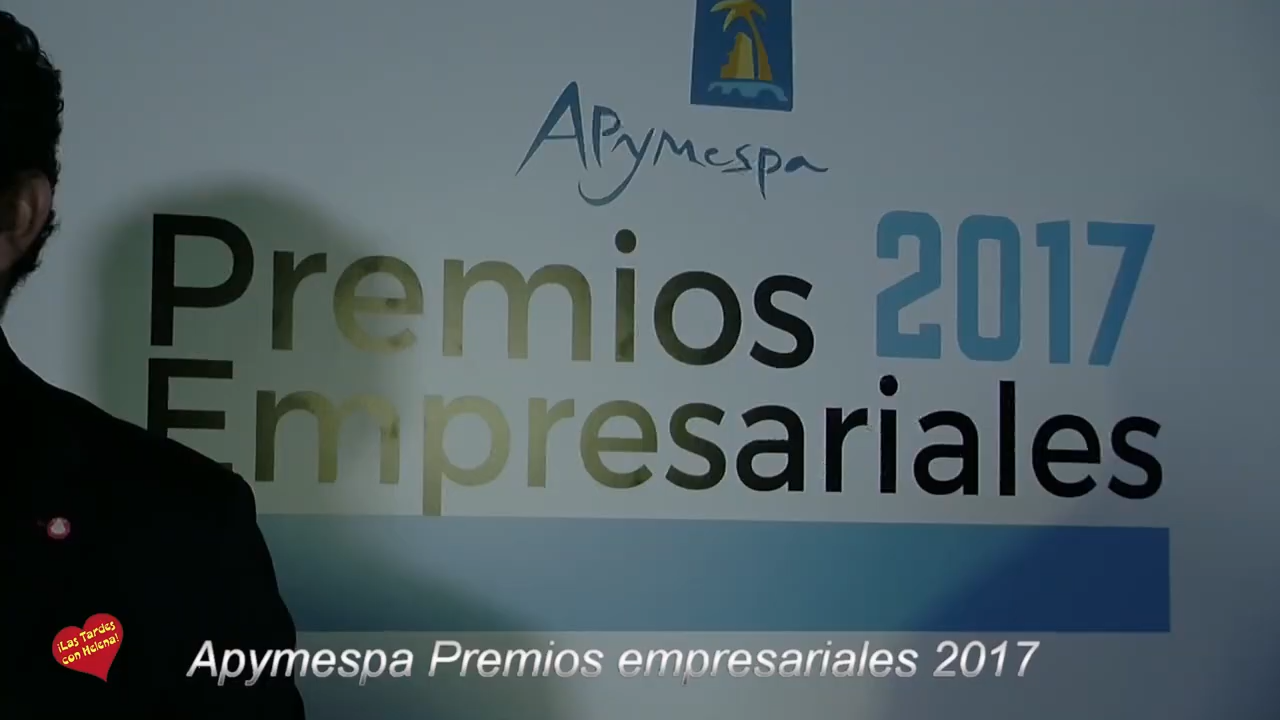 Apymespa
Premios 2017
Empresariales
¡Las Tardes
con Helena!
Apymespa Premios empresariales 2017